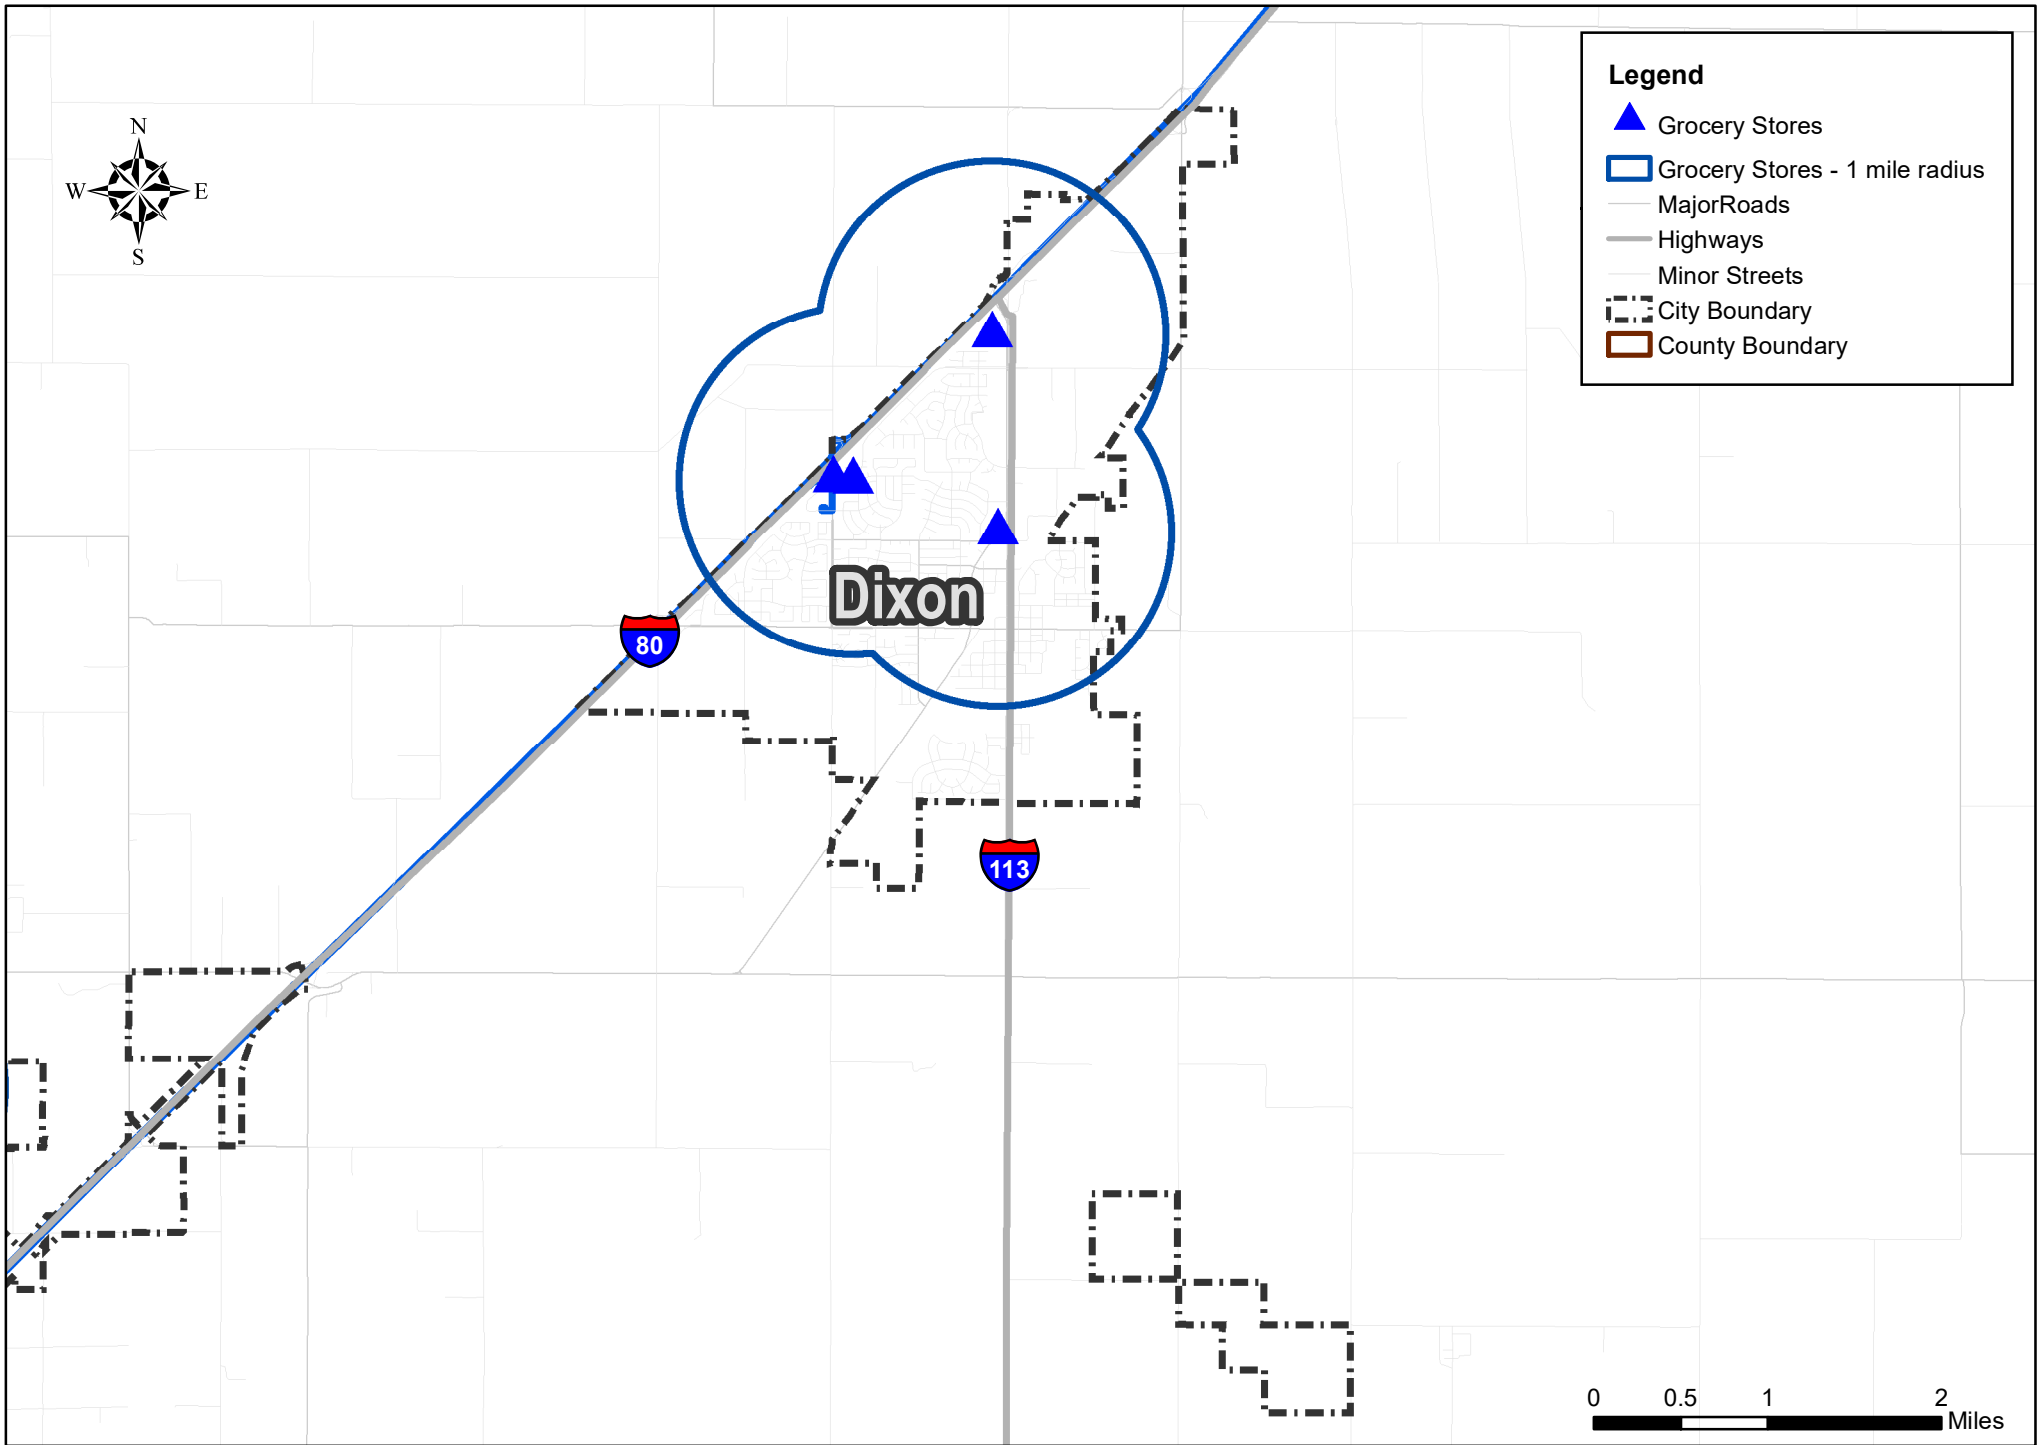 N
W E
S
Legend
Grocery Stores
Grocery Stores - 1 mile radius
MajorRoads
Highways
Minor Streets
City Boundary
County Boundary
Dixon
80
113
0 0.5 1 2
Miles